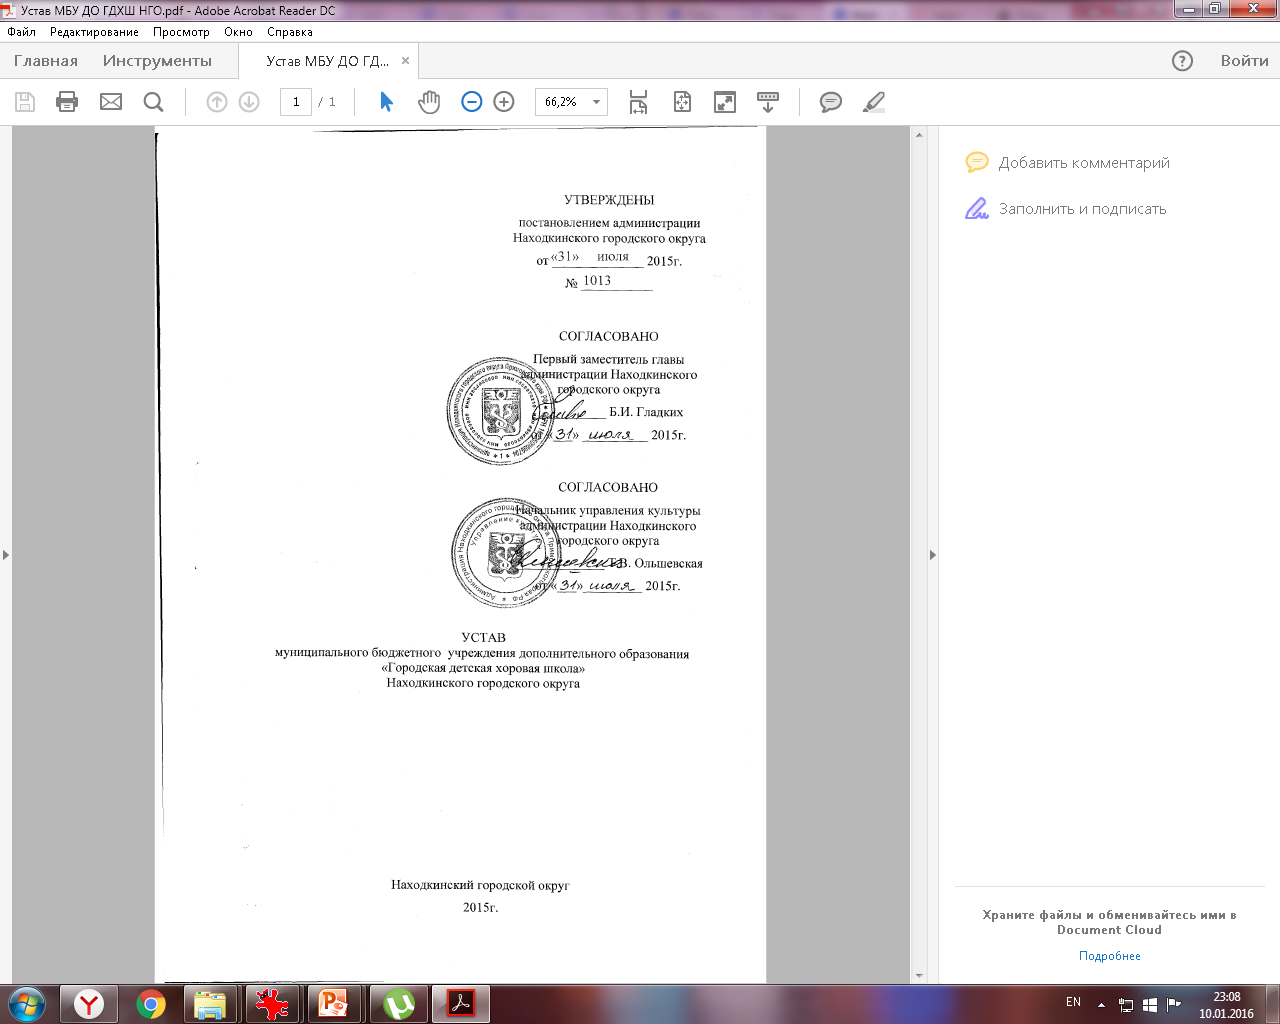 Устав МБУ ДО ГДХШ НГО.pdf - Adobe Acrobat Reader DC
Файл Редактирование Просмотр Окно Справка
Главная Инструменты Устав МБУ ДО ГД... × Войти
1 / 1 66,2%
УТВЕРЖДЕНЫ
постановлением администрации
Находкинского городского округа
от «31» июля 2015г.
№ 1013
СОГЛАСОВАНО
Первый заместитель главы
администрации Находкинского
городского округа
Б.И. Гладких
от «31» июля 2015г.
СОГЛАСОВАНО
Начальник управления культуры
администрации Находкинского
городского округа
В. Ольшевская
от «31» июля 2015г.
УСТАВ
муниципального бюджетного учреждения дополнительного образования
«Городская детская хоровая школа»
Находкинского городского округа
Находкинский городской округ
2015г.
Добавить комментарий
Заполнить и подписать
Храните файлы и обменивайтесь ими в
Document Cloud
Подробнее
EN 23:08
10.01.2016